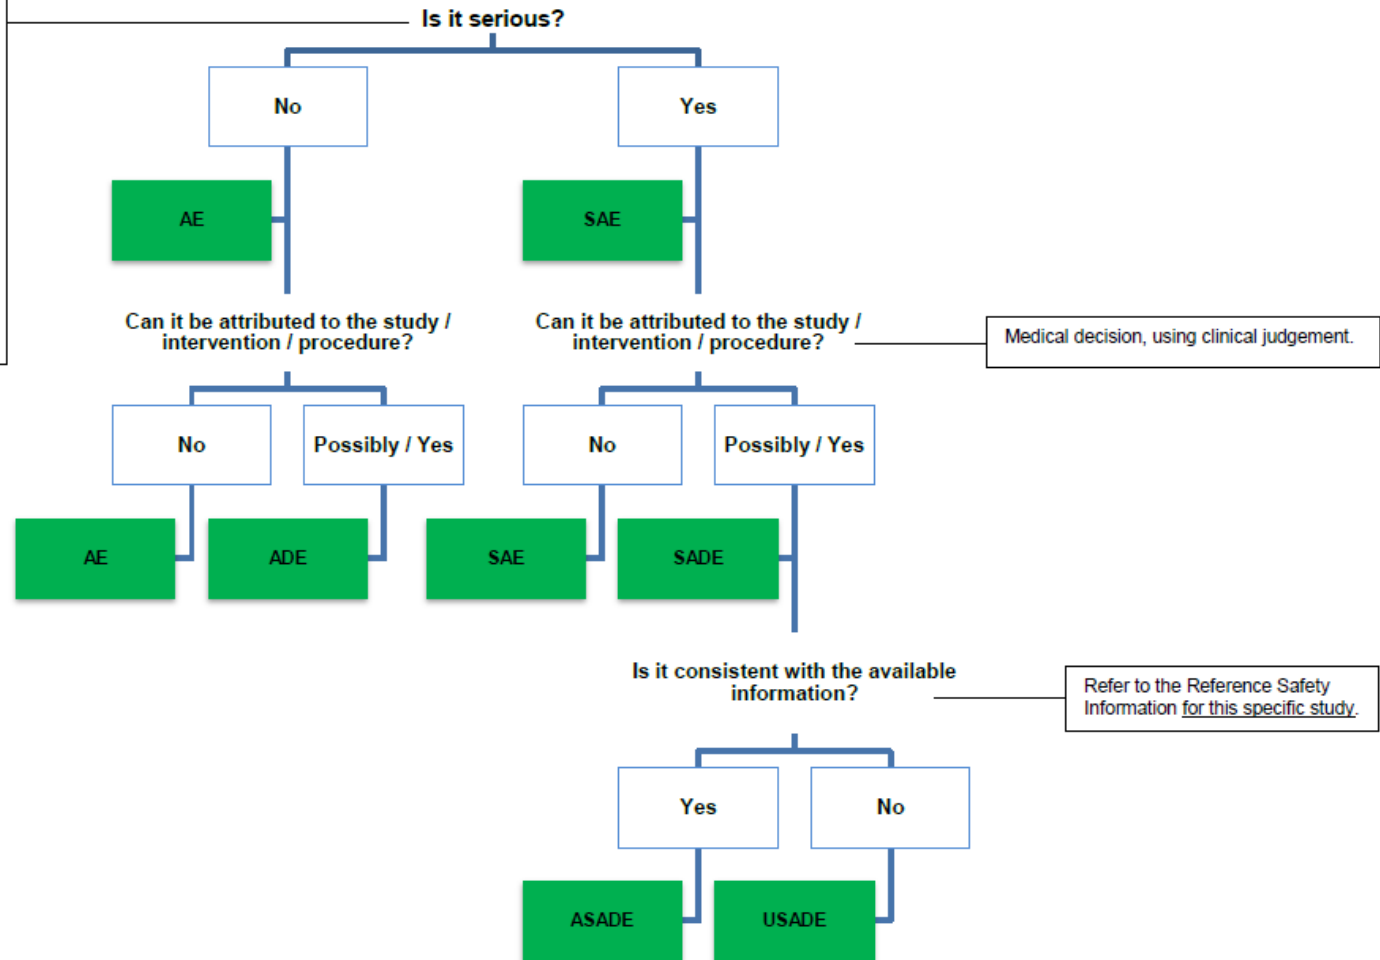 Is it serious?
No
Yes
AE
SAE
Can it be attributed to the study /
intervention / procedure?
Can it be attributed to the study /
intervention / procedure?
Medical decision, using clinical judgement.
No
Possibly / Yes
No
Possibly / Yes
AE
ADE
SAE
SADE
Is it consistent with the available
information?
Refer to the Reference Safety
Information for this specific study.
Yes
No
ASADE
USADE